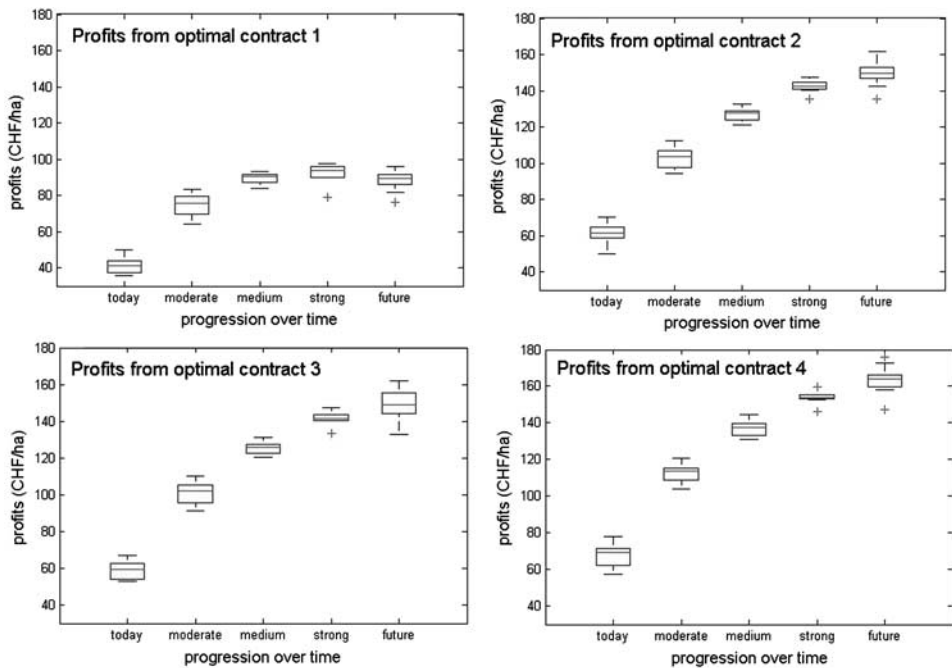 Profits from optimal contract 1
profits (CHF/ha)
180
160
140
120
100
80
60
40
today moderate medium strong future
progression over time
Profits from optimal contract 2
profits (CHF/ha)
180
160
140
120
100
80
60
40
today moderate medium strong future
progression over time
Profits from optimal contract 3
profits (CHF/ha)
180
160
140
120
100
80
60
40
today moderate medium strong future
progression over time
Profits from optimal contract 4
profits (CHF/ha)
180
160
140
120
100
80
60
40
today moderate medium strong future
progression over time